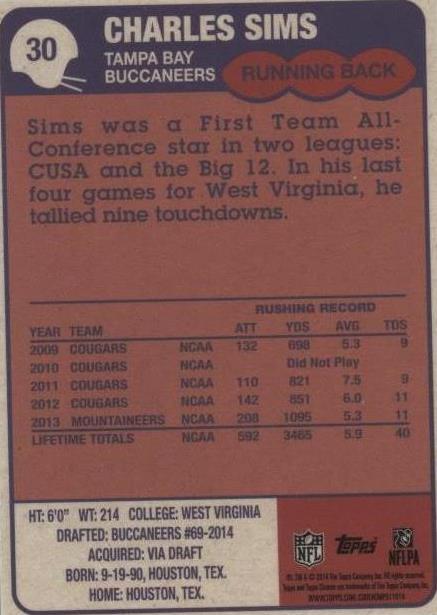 30
CHARLES SIMS
TAMPA BAY
BUCCANEERS
RUNNING BACK
Sims was a First Team All-
Conference star in two leagues:
CUSA and the Big 12. In his last
four games for West Virginia, he
tallied nine touchdowns.
RUSHING RECORD
YEAR TEAM ATT YDS AVG TDS
2009 COUGARS NCAA 132 698 5.3 9
2010 COUGARS NCAA Did Not Play
2011 COUGARS NCAA 110 821 7.5 9
2012 COUGARS NCAA 142 851 6.0 11
2013 MOUNTAINEERS NCAA 208 1095 5.3 11
LIFETIME TOTALS NCAA 592 3465 5.9 40
HT: 6'0" WT: 214 COLLEGE: WEST VIRGINIA
DRAFTED: BUCCANEERS #69-2014
ACQUIRED: VIA DRAFT
BORN: 9-19-90, HOUSTON, TEX.
HOME: HOUSTON, TEX.
NFL
Topps
NFLPA